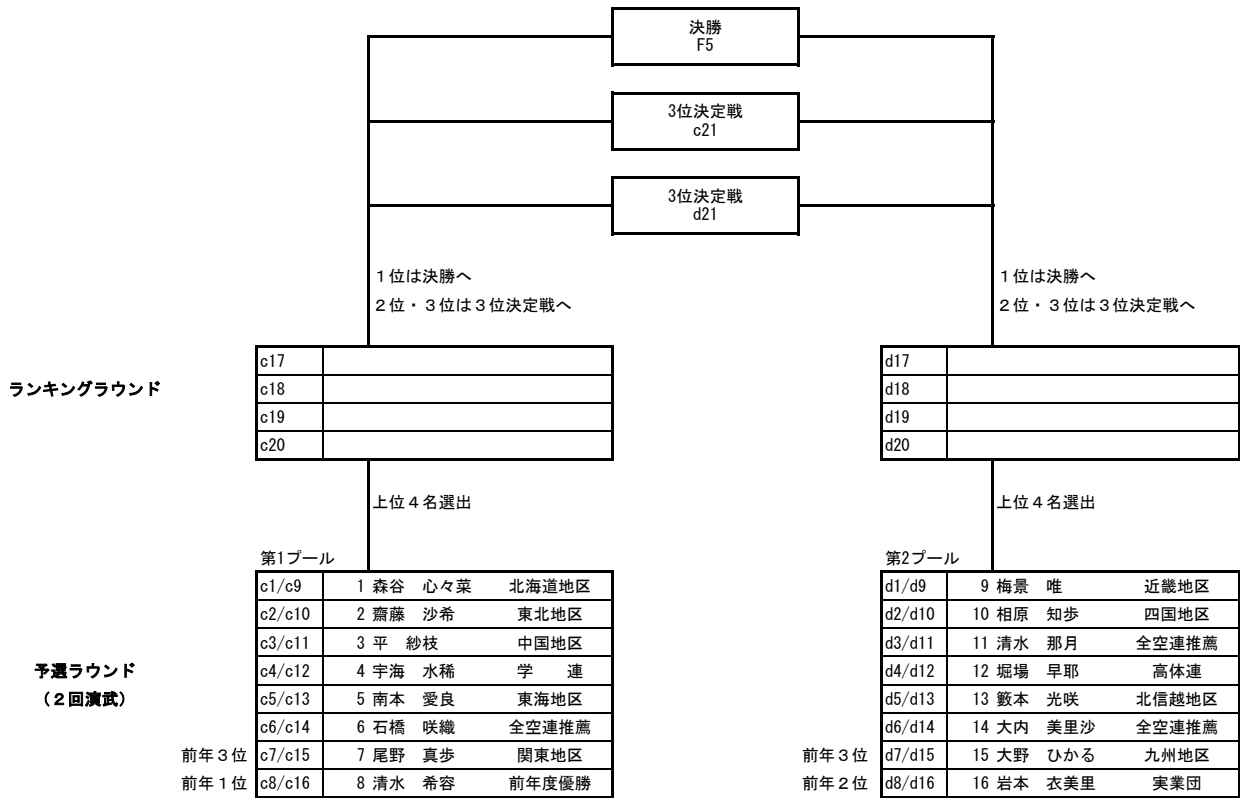 決勝
F5
3位決定戦
c21
3位決定戦
d21
1位は決勝へ
2位・3位は3位決定戦へ
1位は決勝へ
2位・3位は3位決定戦へ
ランキングラウンド
c17
c18
c19
c20
d17
d18
d19
d20
上位4名選出
上位4名選出
予選ラウンド
(2回演武)
第1プール
c1/c9 1 森谷 心々菜 北海道地区
c2/c10 2 齋藤 沙希 東北地区
c3/c11 3 平 紗枝 中国地区
c4/c12 4 宇海 水稀 学 連
c5/c13 5 南本 愛良 東海地区
c6/c14 6 石橋 咲織 全空連推薦
前年3位 c7/c15 7 尾野 真歩 関東地区
前年1位 c8/c16 8 清水 希容 前年度優勝
第2プール
d1/d9 9 梅景 唯 近畿地区
d2/d10 10 相原 知歩 四国地区
d3/d11 11 清水 那月 全空連推薦
d4/d12 12 堀場 早耶 高体連
d5/d13 13 籔本 光咲 北信越地区
d6/d14 14 大内 美里沙 全空連推薦
前年3位 d7/d15 15 大野 ひかる 九州地区
前年2位 d8/d16 16 岩本 衣美里 実業団